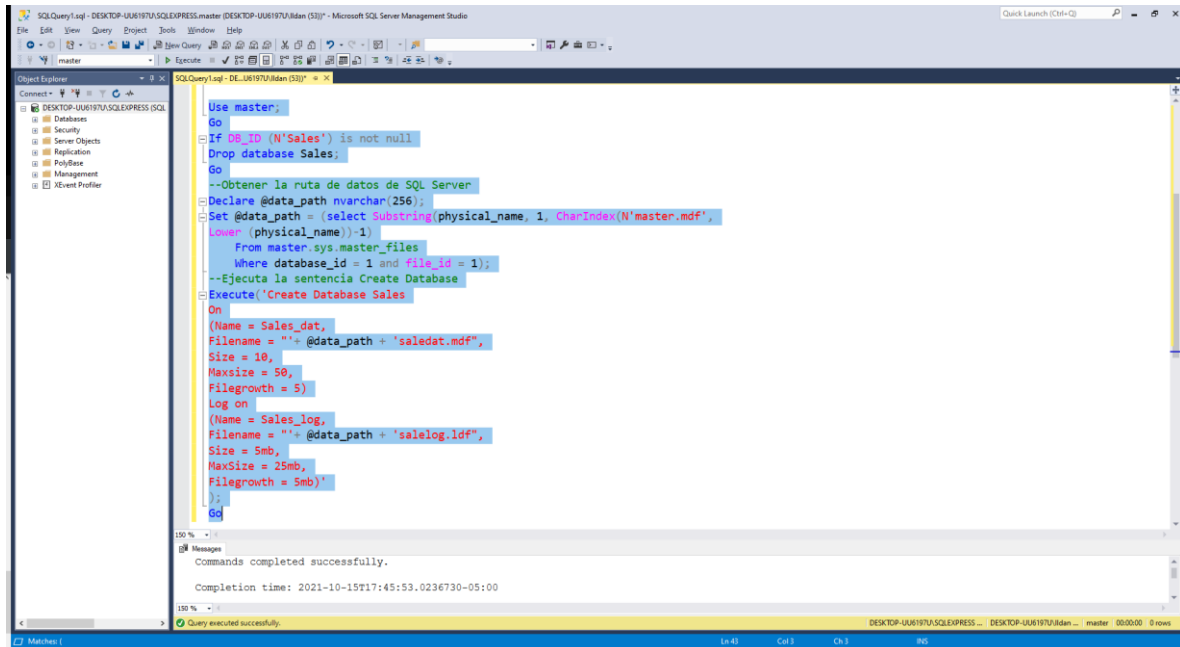 SQLQuery1.sql - DESKTOP-UU6197U\SQLEXPRESS.master (DESKTOP-UU6197U\Ildan (53))* - Microsoft SQL Server Management Studio
Quick Launch (Ctrl+Q)
File Edit View Query Project Tools Window Help
New Query
master
Execute
Object Explorer
SQLQuery1.sql - DE...U6197U\Ildan (53))*
Connect
DESKTOP-UU6197U\SQLEXPRESS (SQL
Databases
Security
Server Objects
Replication
PolyBase
Management
XEvent Profiler
Use master;
Go
If DB_ID (N'Sales') is not null
Drop database Sales;
Go
--Obtener la ruta de datos de SQL Server
Declare @data_path nvarchar(256);
Set @data_path = (select Substring(physical_name, 1, CharIndex(N'master.mdf',
Lower (physical_name))-1)
From master.sys.master_files
Where database_id = 1 and file_id = 1);
--Ejecuta la sentencia Create Database
Execute('Create Database Sales
On
(Name = Sales_dat,
Filename = "'+ @data_path + 'saledat.mdf",
Size = 10,
Maxsize = 50,
Filegrowth = 5)
Log on
(Name = Sales_log,
Filename = "'+ @data_path + 'salelog.ldf",
Size = 5mb,
MaxSize = 25mb,
Filegrowth = 5mb)'
);
Go
150 %
Messages
Commands completed successfully.
Completion time: 2021-10-15T17:45:53.0236730-05:00
150 %
Query executed successfully.
DESKTOP-UU6197U\SQLEXPRESS ... DESKTOP-UU6197U\Ildan ... master 00:00:00 0 rows
Matches: (
Ln 43 Col 3 Ch 3 INS